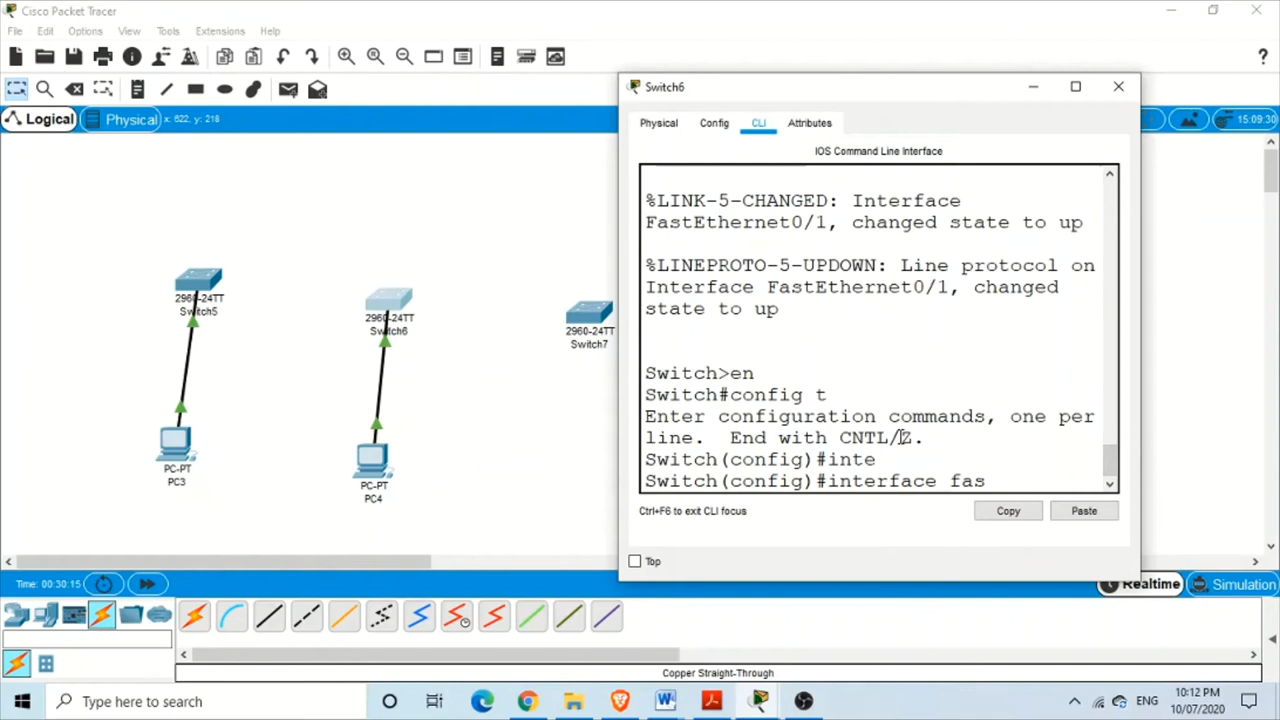 Cisco Packet Tracer
File Edit Options View Tools Extensions Help
Logical Physical x: 622, y: 218 15:09:30
Switch6
Physical Config CLI Attributes
IOS Command Line Interface
%LINK-5-CHANGED: Interface
FastEthernet0/1, changed state to up
%LINEPROTO-5-UPDOWN: Line protocol on
Interface FastEthernet0/1, changed
state to up
Switch>en
Switch#config t
Enter configuration commands, one per
line.  End with CNTL/Z.
Switch(config)#inte
Switch(config)#interface fas
Ctrl+F6 to exit CLI focus
Copy Paste
Top
2960-24TT
Switch5
2960-24TT
Switch6
2960-24TT
Switch7
PC-PT
PC3
PC-PT
PC4
Time: 00:30:15
Realtime Simulation
Copper Straight-Through
Type here to search
ENG
10:12 PM
10/07/2020